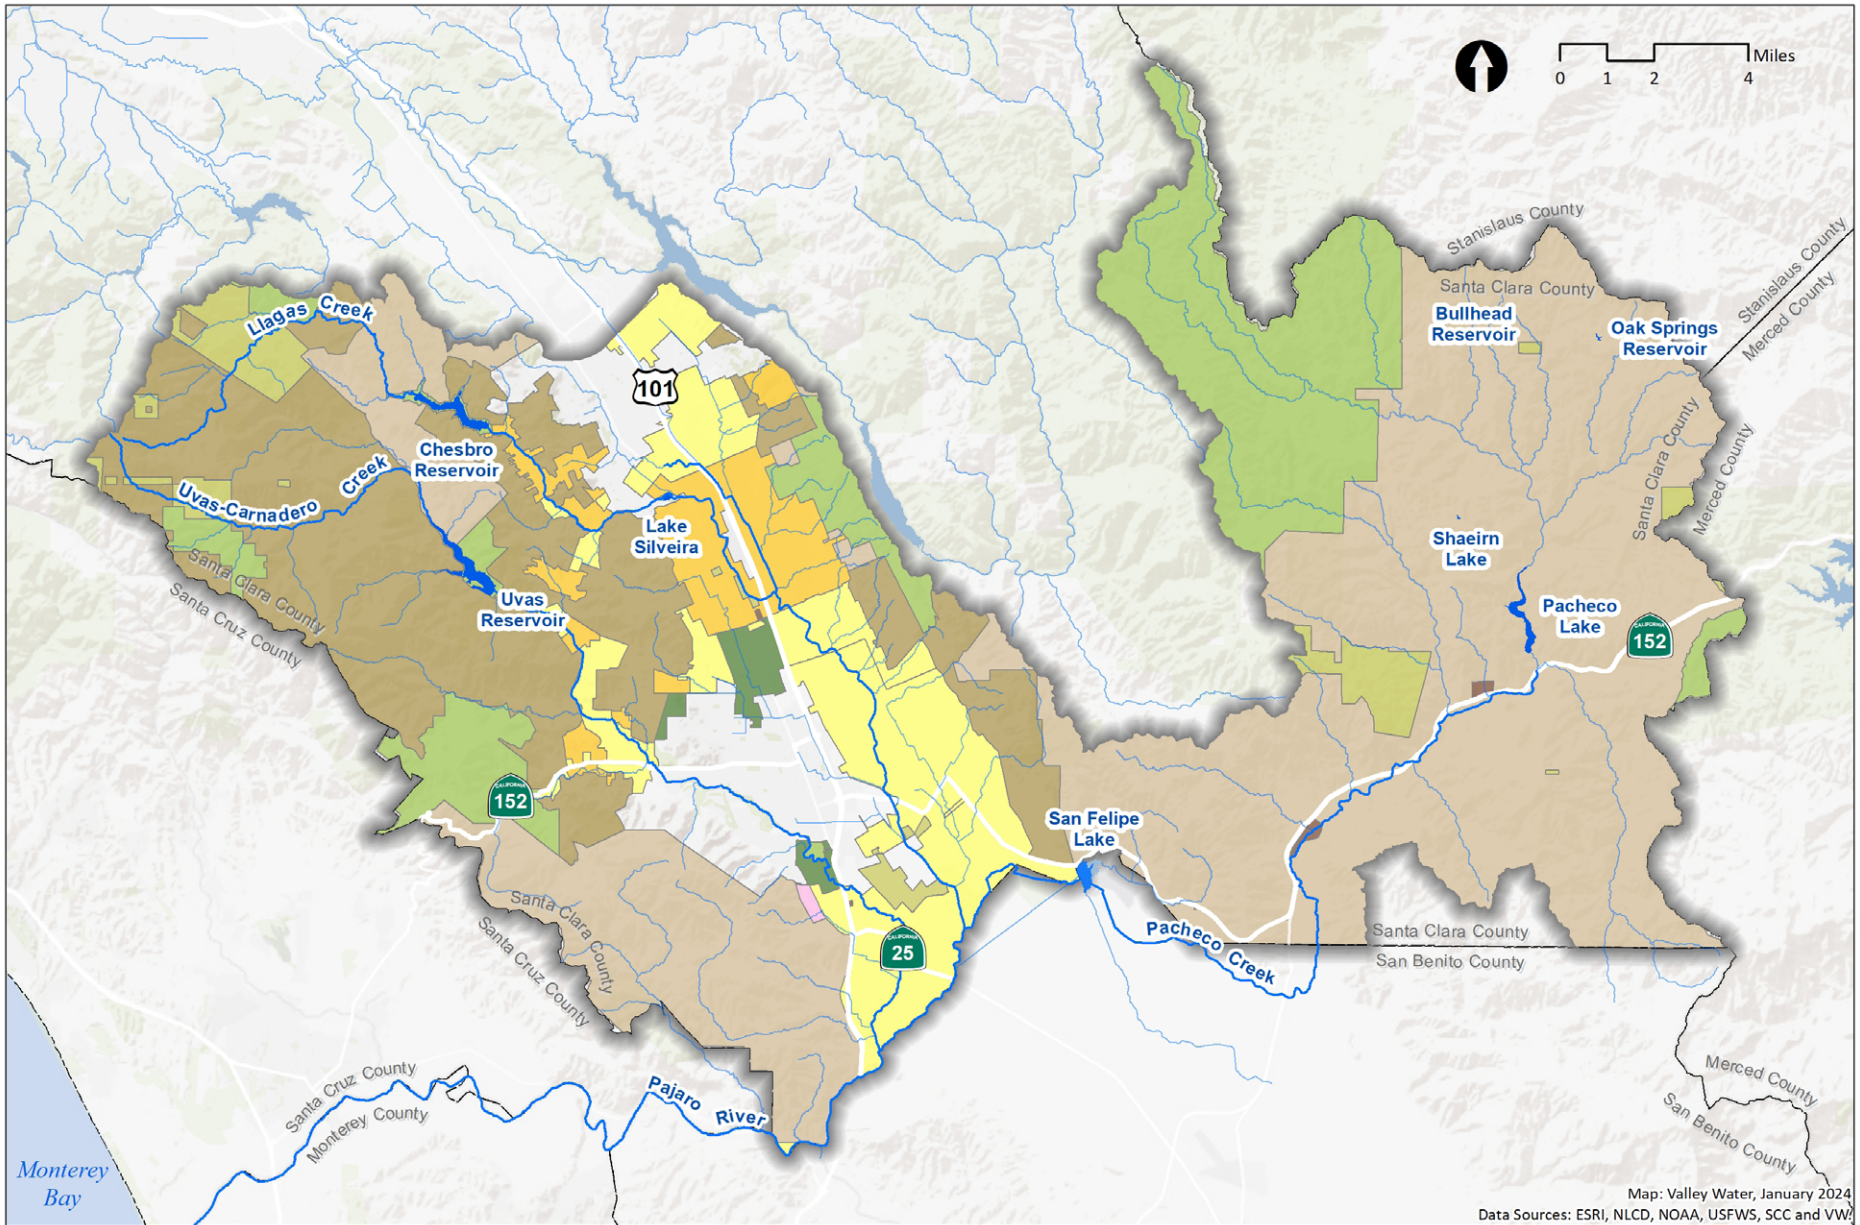 Miles
0 1 2 4
Stanislaus County
Santa Clara County
Stanislaus County
Merced County
Bullhead
Reservoir
Oak Springs
Reservoir
Llagas Creek
101
Chesbro
Reservoir
Uvas-Carnadero Creek
Lake
Silveira
Santa Clara County
Merced County
Shaeirn
Lake
Santa Clara County
Santa Cruz County
Uvas
Reservoir
Pacheco
Lake
CALIFORNIA
152
CALIFORNIA
152
San Felipe
Lake
Santa Clara County
Santa Cruz County
CALIFORNIA
25
Pacheco Creek
Santa Clara County
San Benito County
Santa Cruz County
Monterey County
Pajaro River
Merced County
San Benito County
Monterey
Bay
Map: Valley Water, January 2024
Data Sources: ESRI, NLCD, NOAA, USFWS, SCC and VW.